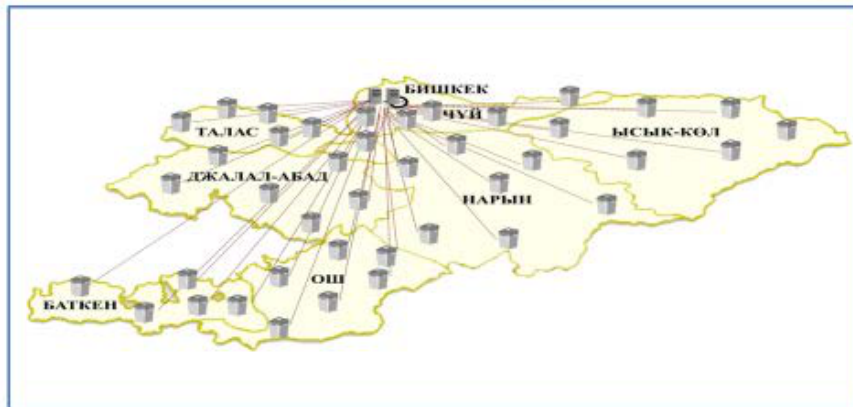 БИШКЕК
ЧҮЙ
ТАЛАС
ЫСЫК-КӨЛ
ДЖАЛАЛ-АБАД
НАРЫН
ОШ
БАТКЕН